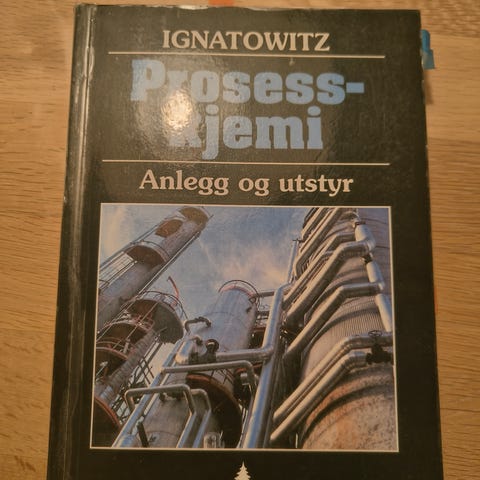 IGNATOWITZ
Prosess-
kjemi
Anlegg og utstyr